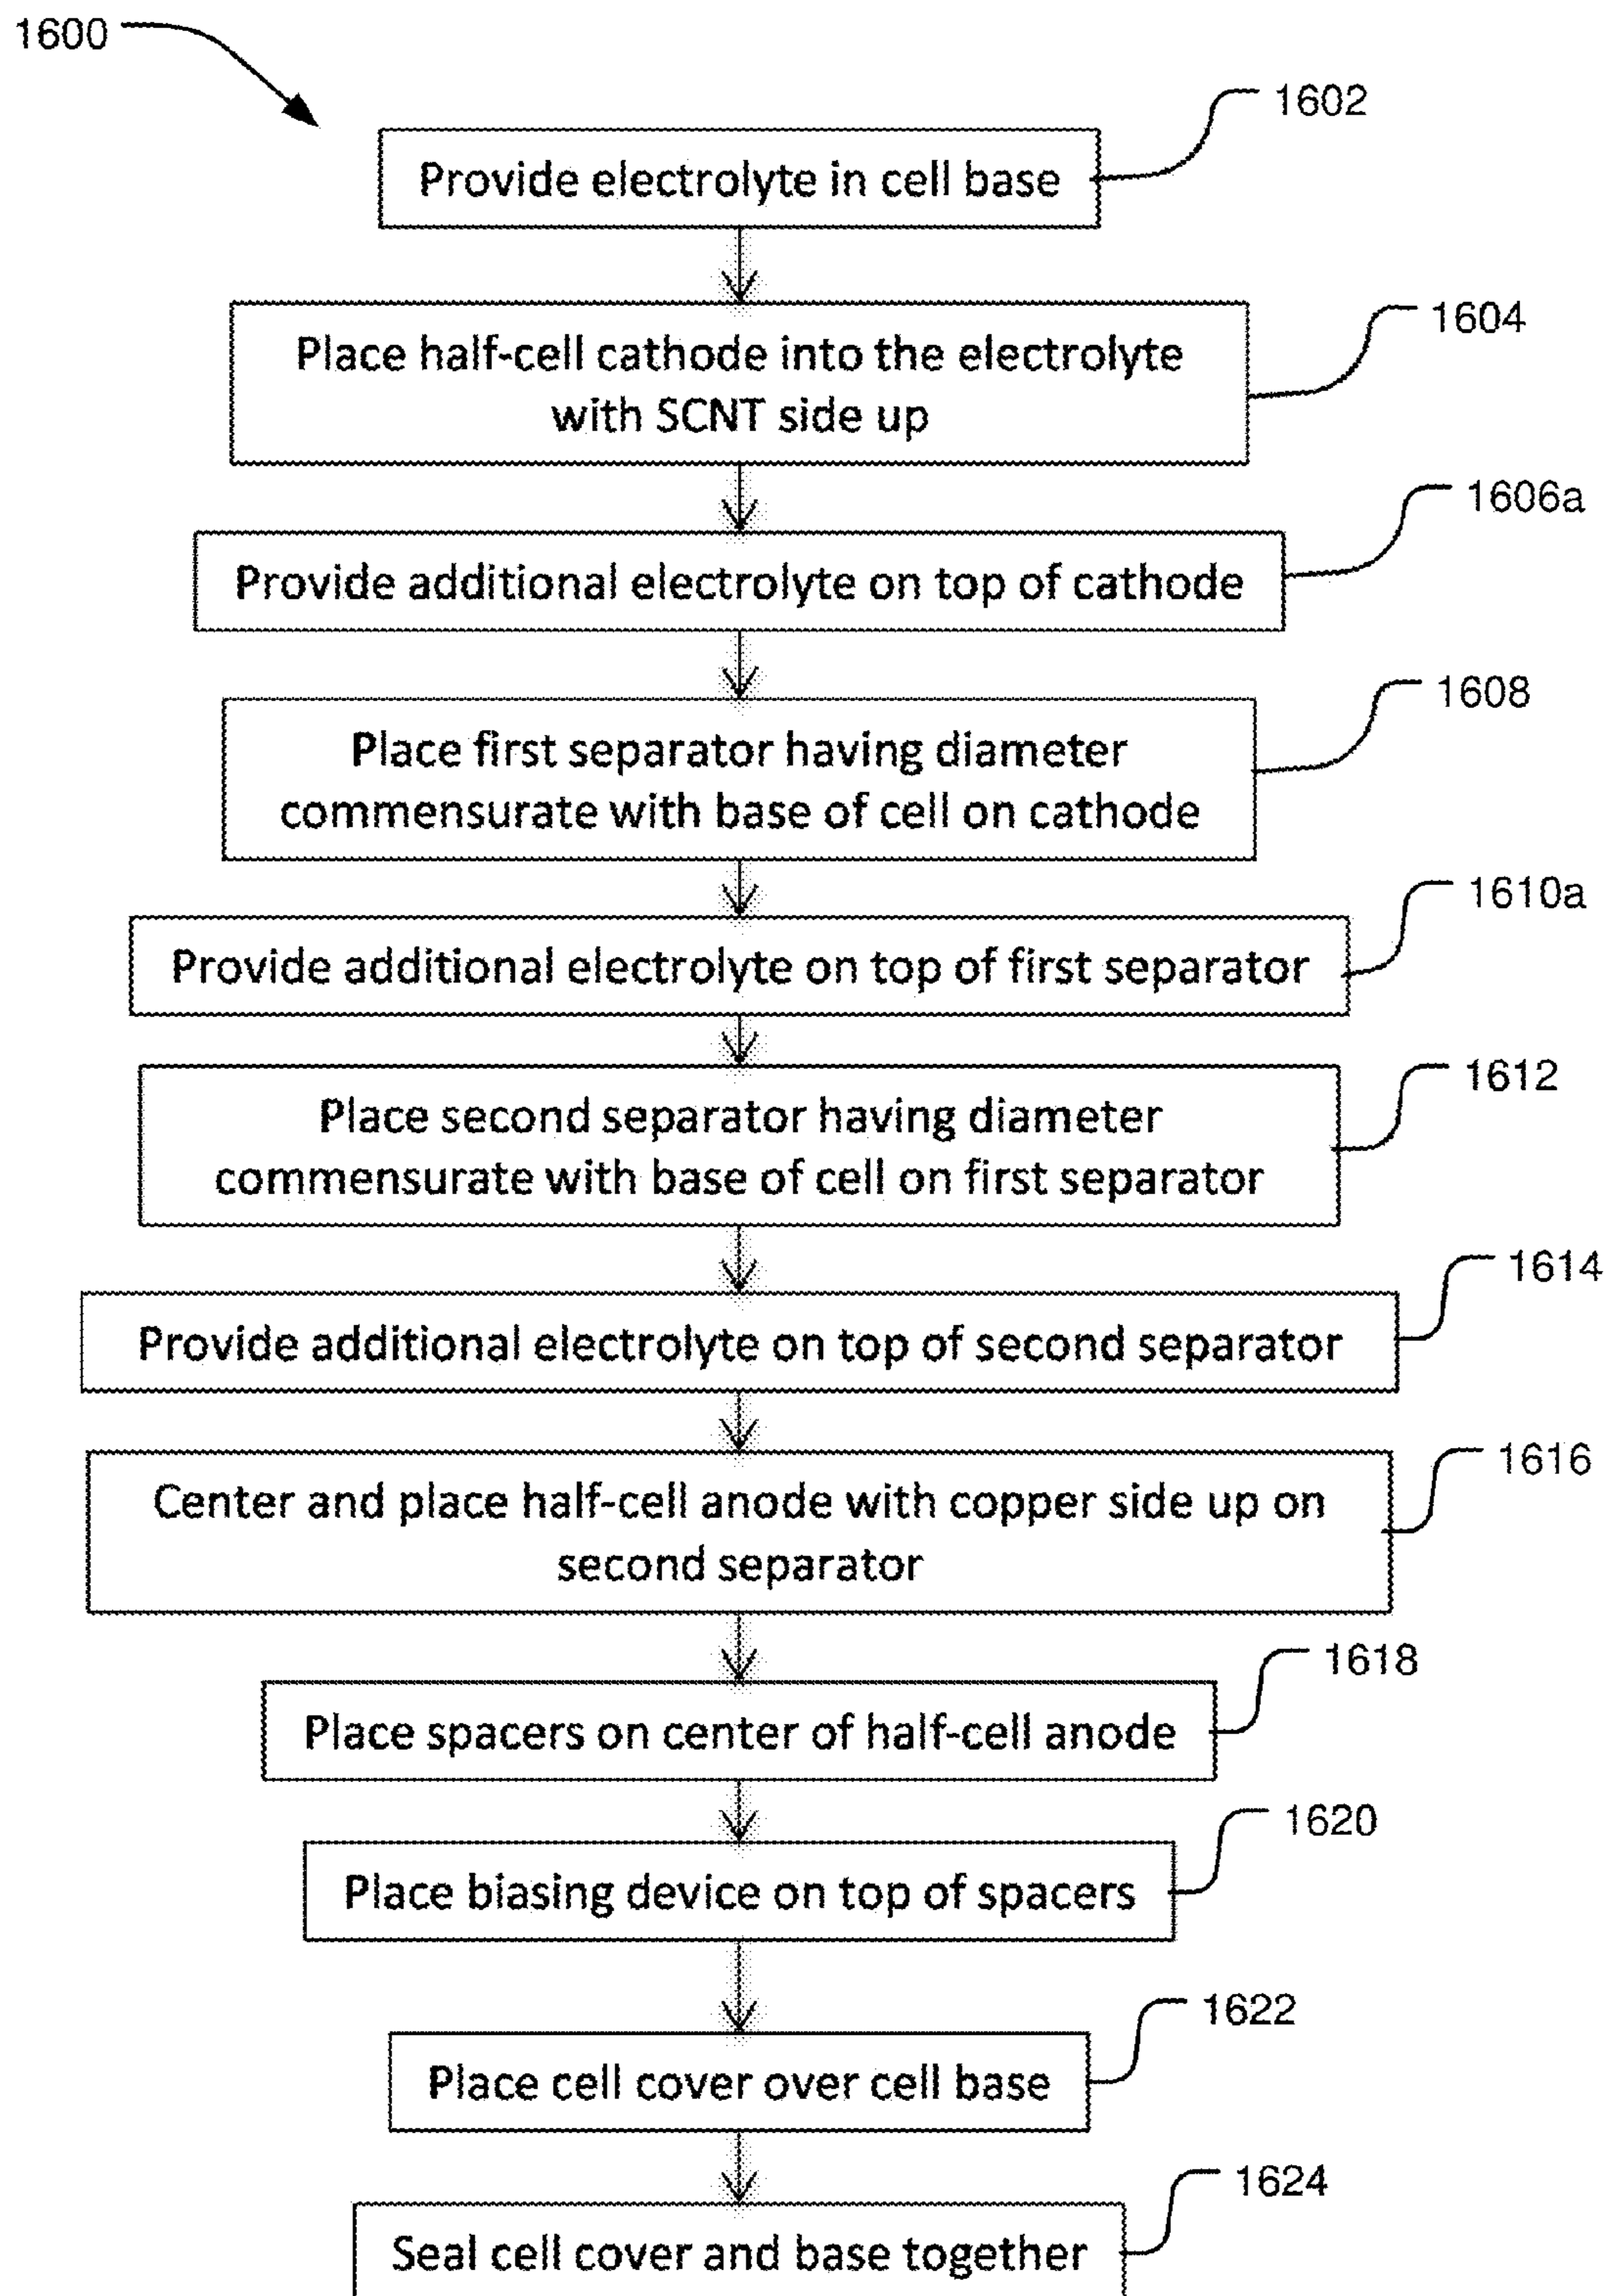 1600
1602
Provide electrolyte in cell base
1604
Place half-cell cathode into the electrolyte
with SCNT side up
1606a
Provide additional electrolyte on top of cathode
1608
Place first separator having diameter
commensurate with base of cell on cathode
1610a
Provide additional electrolyte on top of first separator
1612
Place second separator having diameter
commensurate with base of cell on first separator
1614
Provide additional electrolyte on top of second separator
1616
Center and place half-cell anode with copper side up on
second separator
1618
Place spacers on center of half-cell anode
1620
Place biasing device on top of spacers
1622
Place cell cover over cell base
1624
Seal cell cover and base together